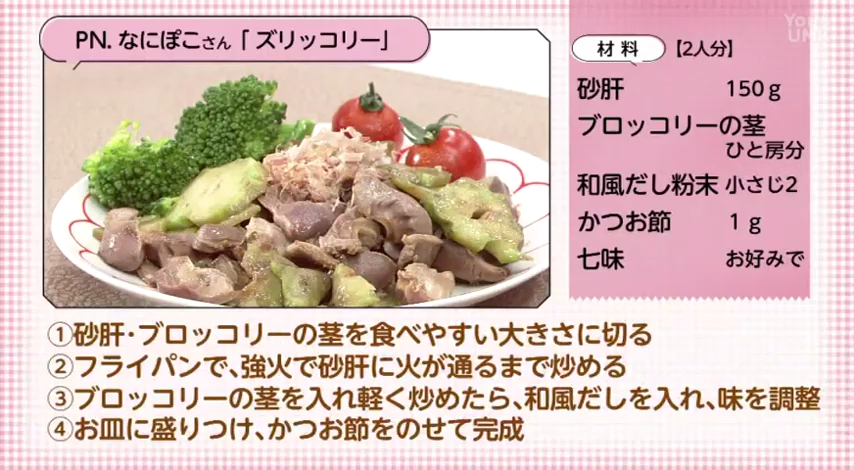 PN. なにぽこさん「ズリッコリー」
材料 【2人分】
砂肝 150g
ブロッコリーの茎
ひと房分
和風だし粉末 小さじ2
かつお節 1g
七味 お好みで
①砂肝・ブロッコリーの茎を食べやすい大きさに切る
②フライパンで、強火で砂肝に火が通るまで炒める
③ブロッコリーの茎を入れ軽く炒めたら、和風だしを入れ、味を調整
④お皿に盛りつけ、かつお節をのせて完成